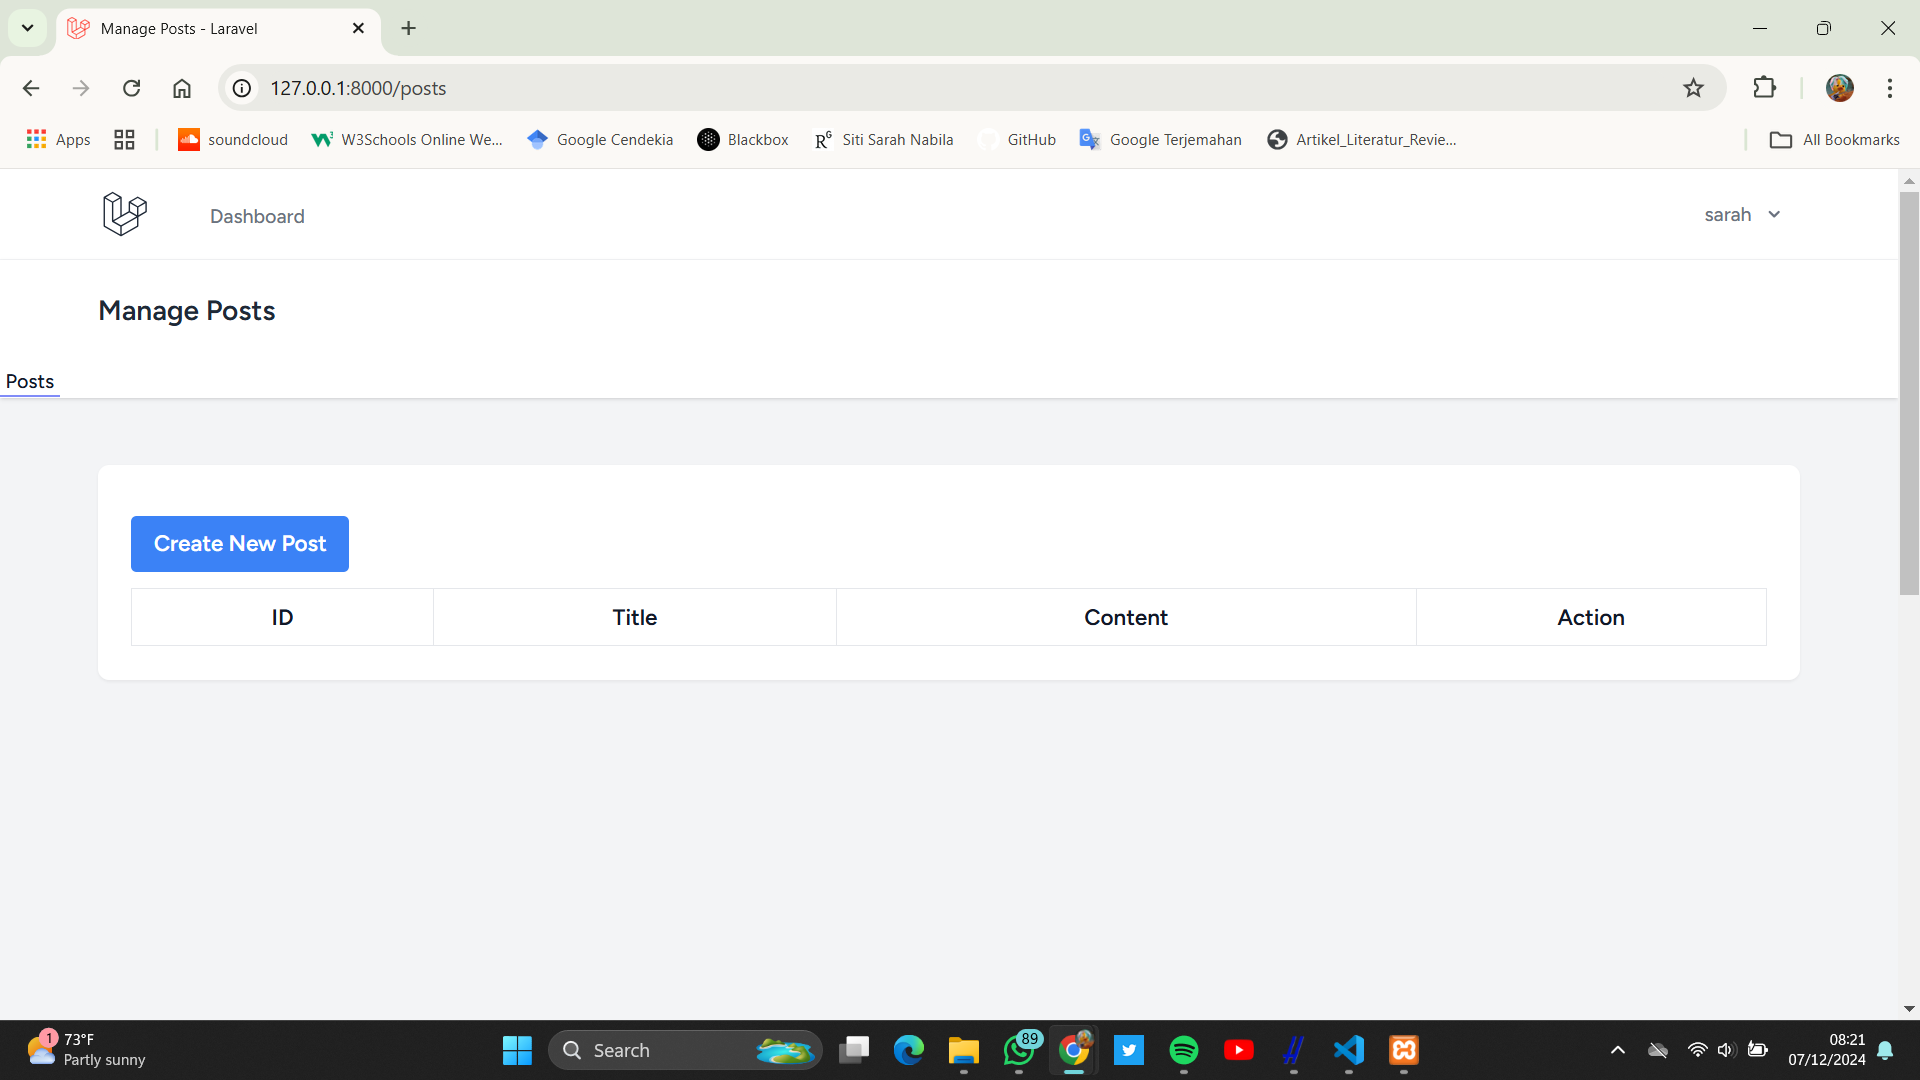 Manage Posts - Laravel
127.0.0.1:8000/posts
Apps
soundcloud
W3Schools Online We...
Google Cendekia
Blackbox
RG Siti Sarah Nabila
GitHub
Google Terjemahan
Artikel_Literatur_Revie...
All Bookmarks
Dashboard
sarah
Manage Posts
Posts
Create New Post
ID Title Content Action
1
73°F
Partly sunny
Search
89
08:21
07/12/2024